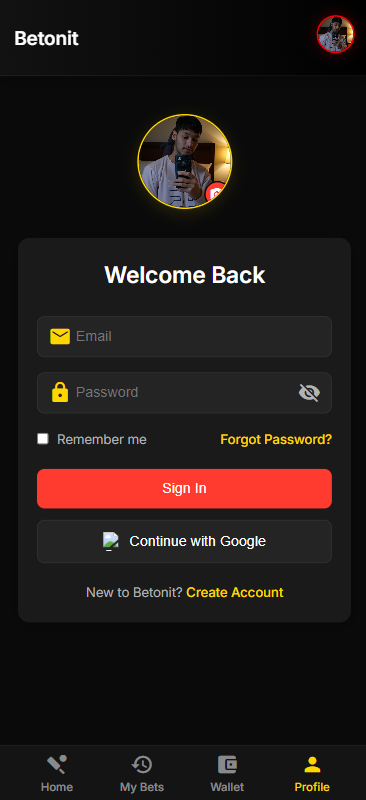 Betonit
Welcome Back
Email
Password
Remember me
Forgot Password?
Sign In
Continue with Google
New to Betonit? Create Account
Home
My Bets
Wallet
Profile